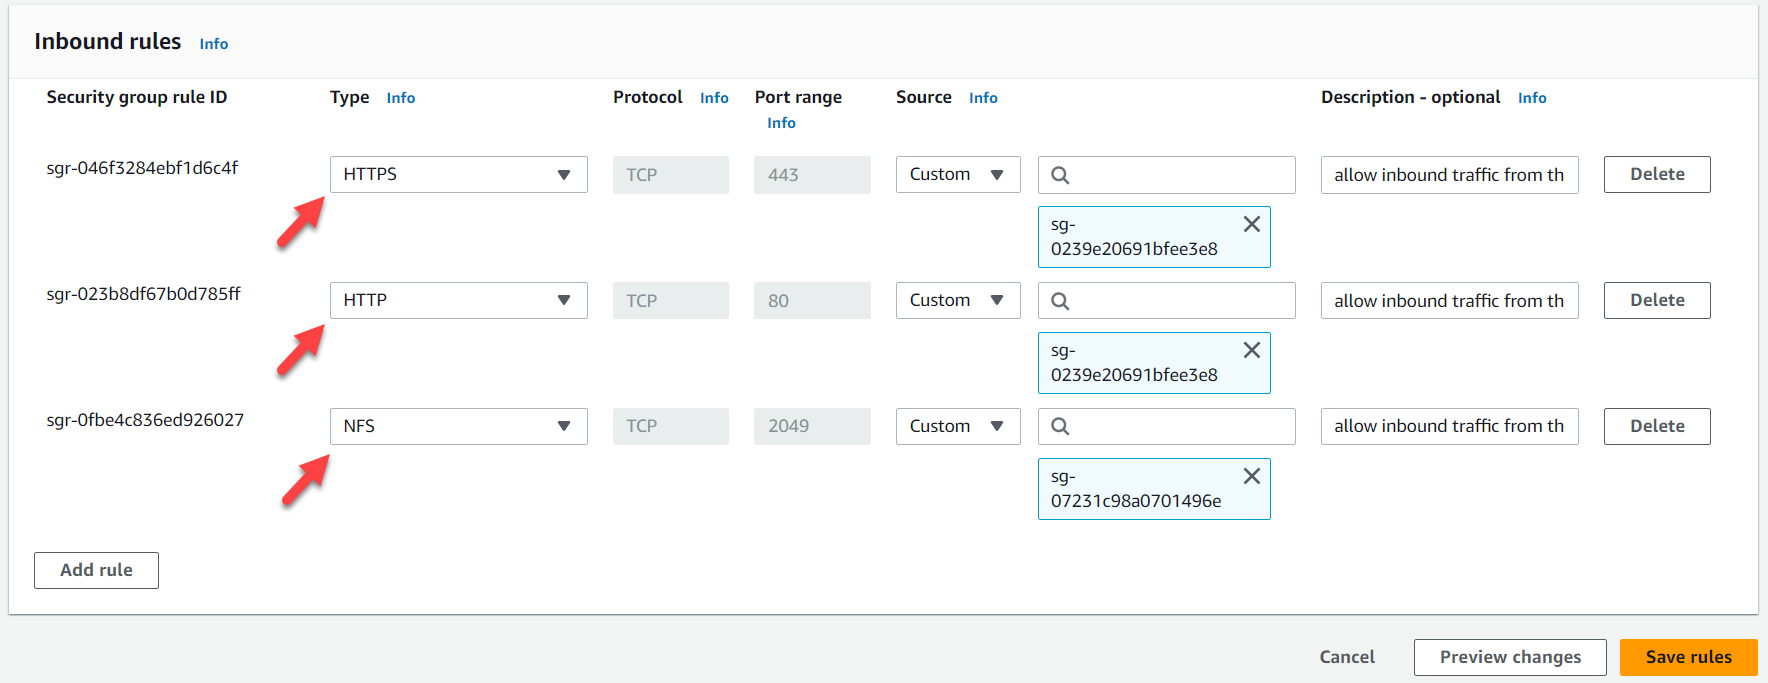 Inbound rules Info
Security group rule ID Type Info Protocol Info Port range Info Source Info Description - optional Info
sgr-046f3284ebf1d6c4f HTTPS TCP 443 Custom allow inbound traffic from th Delete
sg-
0239e20691bfee3e8
sgr-023b8df67b0d785ff HTTP TCP 80 Custom allow inbound traffic from th Delete
sg-
0239e20691bfee3e8
sgr-0fbe4c836ed926027 NFS TCP 2049 Custom allow inbound traffic from th Delete
sg-
07231c98a0701496e
Add rule
Cancel Preview changes Save rules